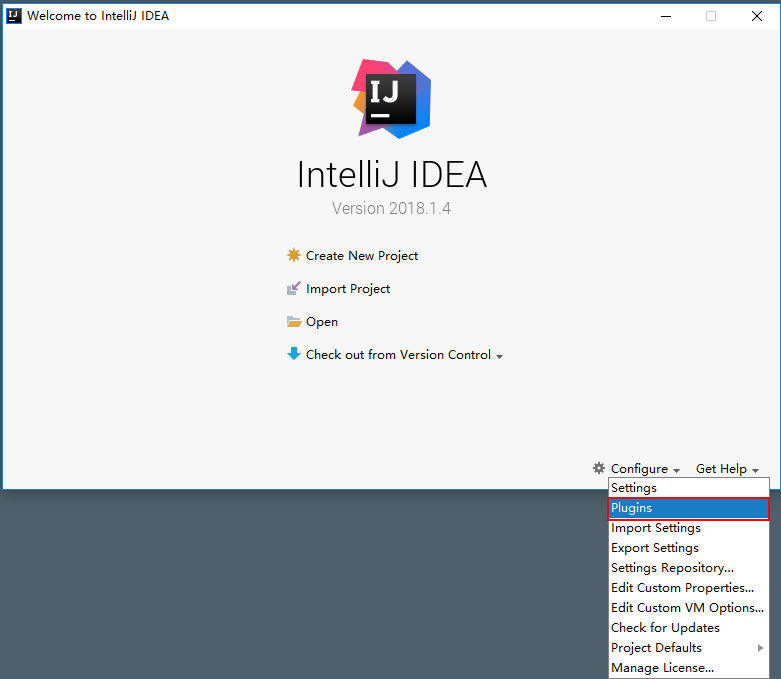 IJ Welcome to IntelliJ IDEA
IJ
IntelliJ IDEA
Version 2018.1.4
Create New Project
Import Project
Open
Check out from Version Control
Configure Get Help
Settings
Plugins
Import Settings
Export Settings
Settings Repository...
Edit Custom Properties...
Edit Custom VM Options...
Check for Updates
Project Defaults
Manage License...